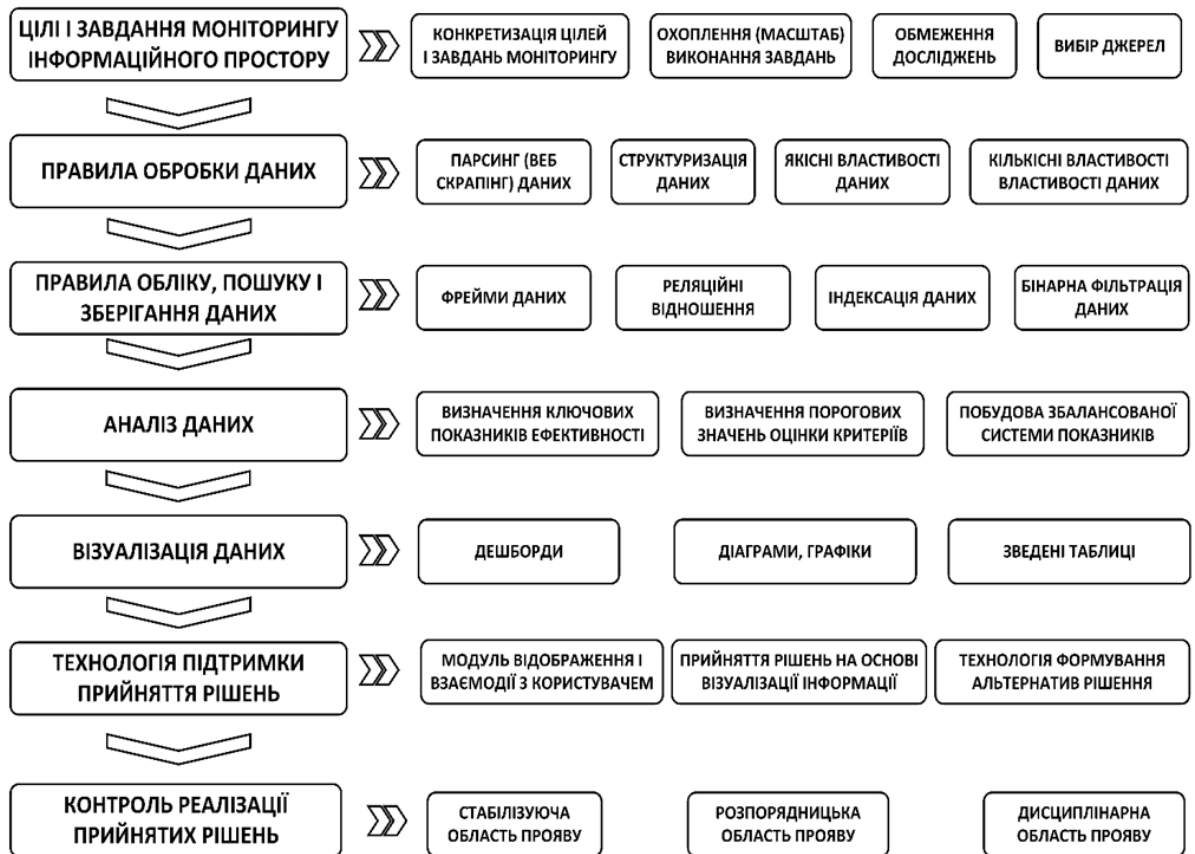 ЦІЛІ І ЗАВДАННЯ МОНІТОРИНГУ
ІНФОРМАЦІЙНОГО ПРОСТОРУ
КОНКРЕТИЗАЦІЯ ЦІЛЕЙ
І ЗАВДАНЬ МОНІТОРИНГУ
ОХОПЛЕННЯ (МАСШТАБ)
ВИКОНАННЯ ЗАВДАНЬ
ОБМЕЖЕННЯ
ДОСЛІДЖЕНЬ
ВИБІР ДЖЕРЕЛ
ПРАВИЛА ОБРОБКИ ДАНИХ
ПАРСИНГ (ВЕБ
СКРАПІНГ) ДАНИХ
СТРУКТУРИЗАЦІЯ
ДАНИХ
ЯКІСНІ ВЛАСТИВОСТІ
ДАНИХ
КІЛЬКІСНІ ВЛАСТИВОСТІ
ВЛАСТИВОСТІ ДАНИХ
ПРАВИЛА ОБЛІКУ, ПОШУКУ І
ЗБЕРІГАННЯ ДАНИХ
ФРЕЙМИ ДАНИХ
РЕЛЯЦІЙНІ
ВІДНОШЕННЯ
ІНДЕКСАЦІЯ ДАНИХ
БІНАРНА ФІЛЬТРАЦІЯ
ДАНИХ
АНАЛІЗ ДАНИХ
ВИЗНАЧЕННЯ КЛЮЧОВИХ
ПОКАЗНИКІВ ЕФЕКТИВНОСТІ
ВИЗНАЧЕННЯ ПОРОГОВИХ
ЗНАЧЕНЬ ОЦІНКИ КРИТЕРІЇВ
ПОБУДОВА ЗБАЛАНСОВАНОЇ
СИСТЕМИ ПОКАЗНИКІВ
ВІЗУАЛІЗАЦІЯ ДАНИХ
ДЕШБОРДИ
ДІАГРАМИ, ГРАФІКИ
ЗВЕДЕНІ ТАБЛИЦІ
ТЕХНОЛОГІЯ ПІДТРИМКИ
ПРИЙНЯТТЯ РІШЕНЬ
МОДУЛЬ ВІДОБРАЖЕННЯ І
ВЗАЄМОДІЇ З КОРИСТУВАЧЕМ
ПРИЙНЯТТЯ РІШЕНЬ НА ОСНОВІ
ВІЗУАЛІЗАЦІЇ ІНФОРМАЦІЇ
ТЕХНОЛОГІЯ ФОРМУВАННЯ
АЛЬТЕРНАТИВ РІШЕННЯ
КОНТРОЛЬ РЕАЛІЗАЦІЇ
ПРИЙНЯТИХ РІШЕНЬ
СТАБІЛІЗУЮЧА
ОБЛАСТЬ ПРОЯВУ
РОЗПОРЯДНИЦЬКА
ОБЛАСТЬ ПРОЯВУ
ДИСЦИПЛІНАРНА
ОБЛАСТЬ ПРОЯВУ